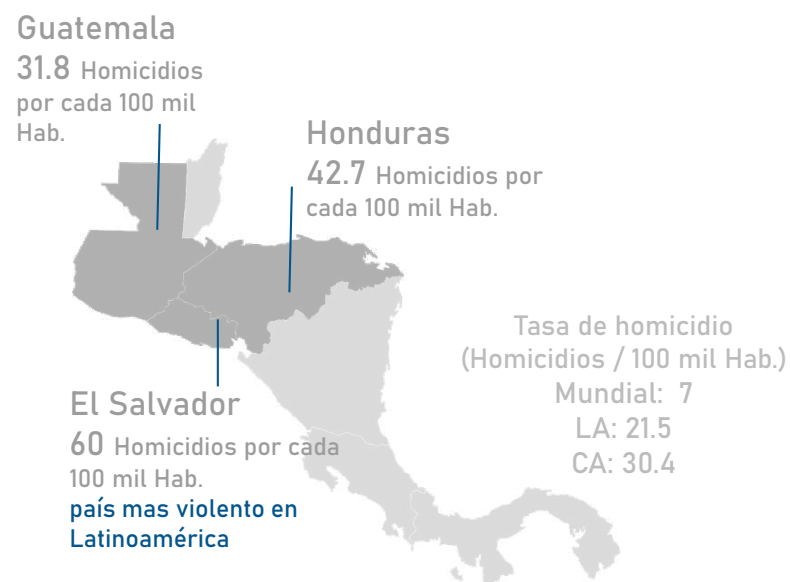 Guatemala
31.8 Homicidios
por cada 100 mil
Hab.
Honduras
42.7 Homicidios por
cada 100 mil Hab.
El Salvador
60 Homicidios por cada
100 mil Hab.
país mas violento en
Latinoamérica
Tasa de homicidio
(Homicidios / 100 mil Hab.)
Mundial: 7
LA: 21.5
CA: 30.4